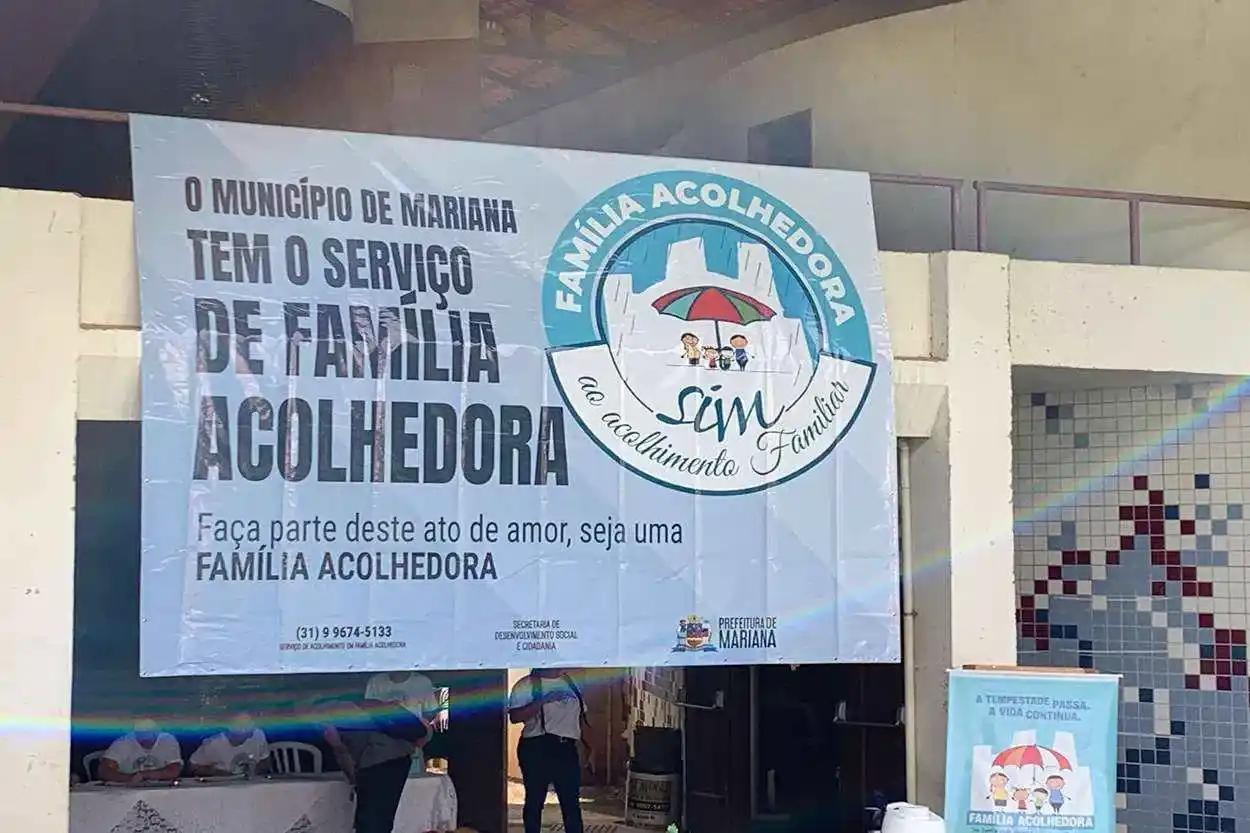 O MUNICÍPIO DE MARIANA
TEM O SERVIÇO
DE FAMÍLIA
ACOLHEDORA
Faça parte deste ato de amor, seja uma
FAMÍLIA ACOLHEDORA
(31) 9 9674-5133
SERVIÇO DE ACOLHIMENTO EM FAMÍLIA ACOLHEDORA
SECRETARIA DE
DESENVOLVIMENTO SOCIAL
E CIDADANIA
PREFEITURA DE
MARIANA
FAMÍLIA ACOLHEDORA
sim
ao acolhimento Familiar
A TEMPESTADE PASSA.
A VIDA CONTINUA.
FAMÍLIA ACOLHEDORA